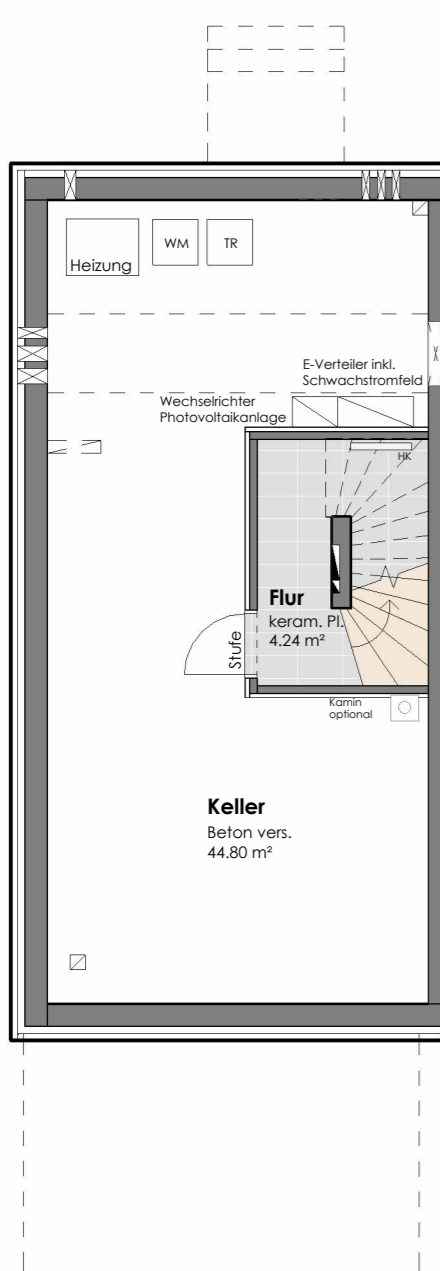 Heizung
WM
TR
E-Verteiler inkl.
Schwachstromfeld
Wechselrichter
Photovoltaikanlage
HK
Flur
keram. Pl.
4.24 m²
Stufe
Kamin
optional
Keller
Beton vers.
44.80 m²